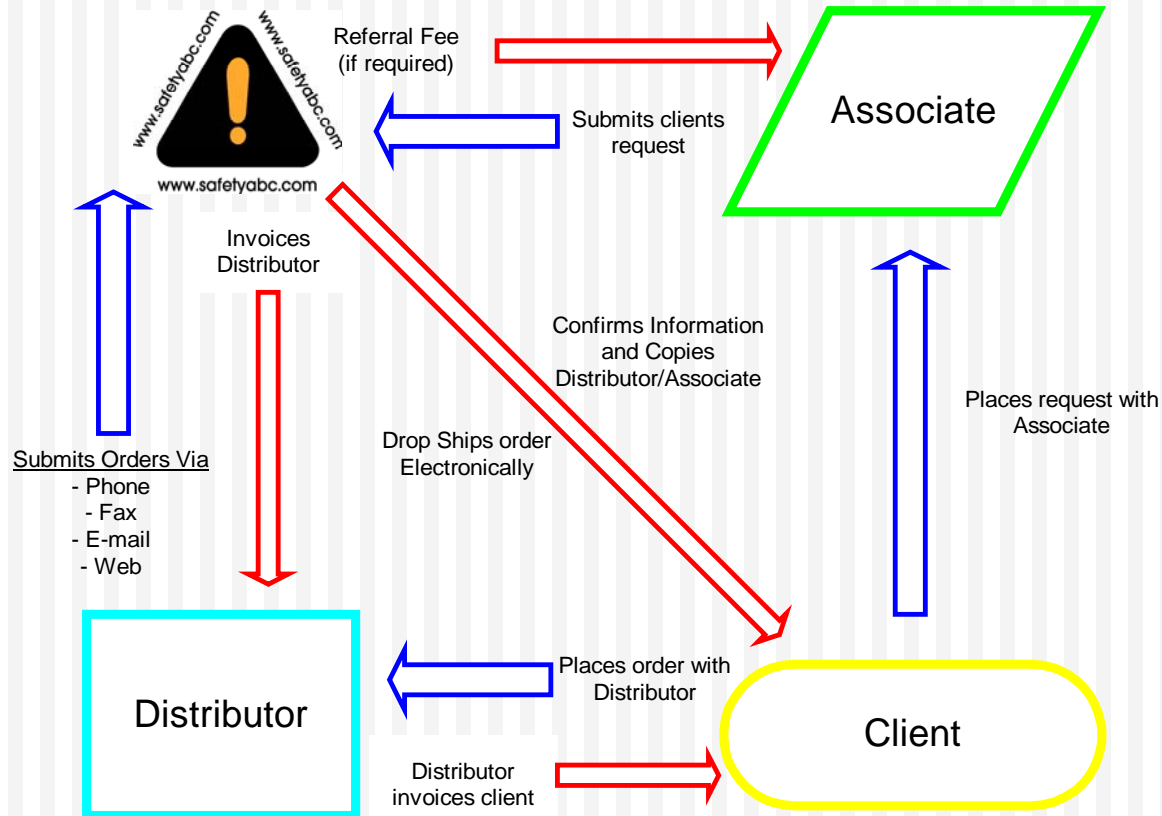 www.safetyabc.com
www.safetyabc.com
www.safetyabc.com
Referral Fee
(if required)
Submits clients
request
Associate
Invoices
Distributor
Confirms Information
and Copies
Distributor/Associate
Places request with
Associate
Drop Ships order
Electronically
Submits Orders Via
- Phone
- Fax
- E-mail
- Web
Places order with
Distributor
Distributor
Client
Distributor
invoices client